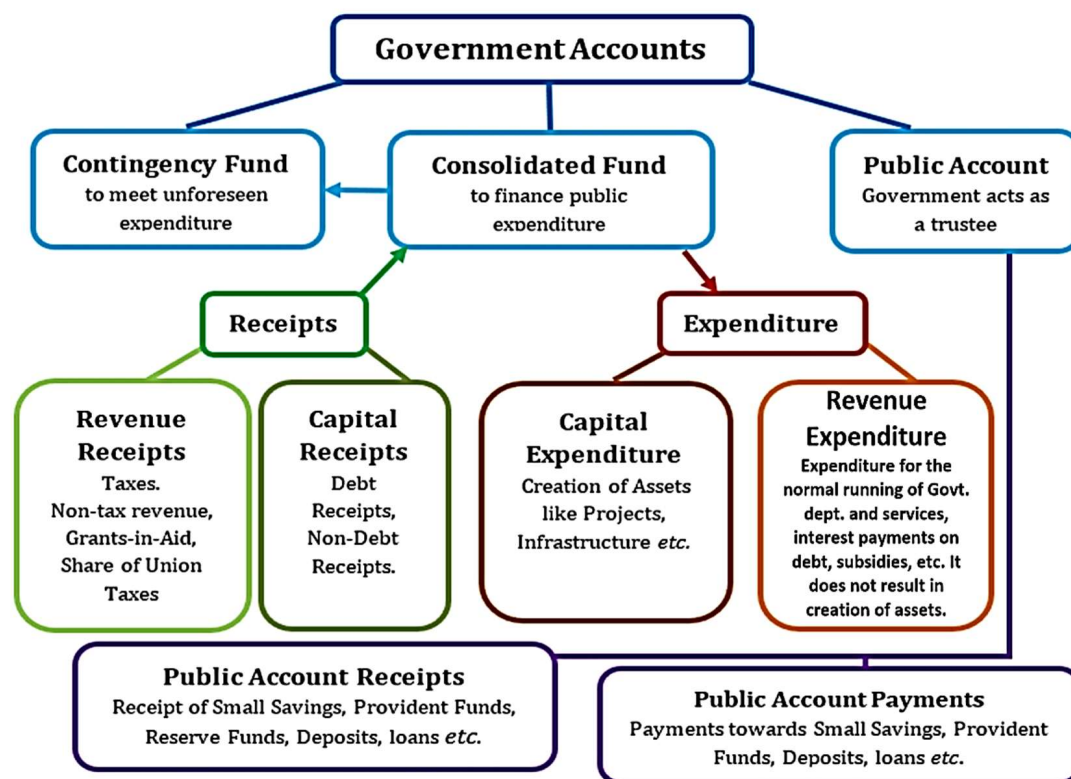 Government Accounts
Contingency Fund
to meet unforeseen
expenditure
Consolidated Fund
to finance public
expenditure
Public Account
Government acts as
a trustee
Receipts
Expenditure
Revenue
Receipts
Taxes.
Non-tax revenue,
Grants-in-Aid,
Share of Union
Taxes
Capital
Receipts
Debt
Receipts,
Non-Debt
Receipts.
Capital
Expenditure
Creation of Assets
like Projects,
Infrastructure etc.
Revenue
Expenditure
Expenditure for the
normal running of Govt.
dept. and services,
interest payments on
debt, subsidies, etc. It
does not result in
creation of assets.
Public Account Receipts
Receipt of Small Savings, Provident Funds,
Reserve Funds, Deposits, loans etc.
Public Account Payments
Payments towards Small Savings, Provident
Funds, Deposits, loans etc.